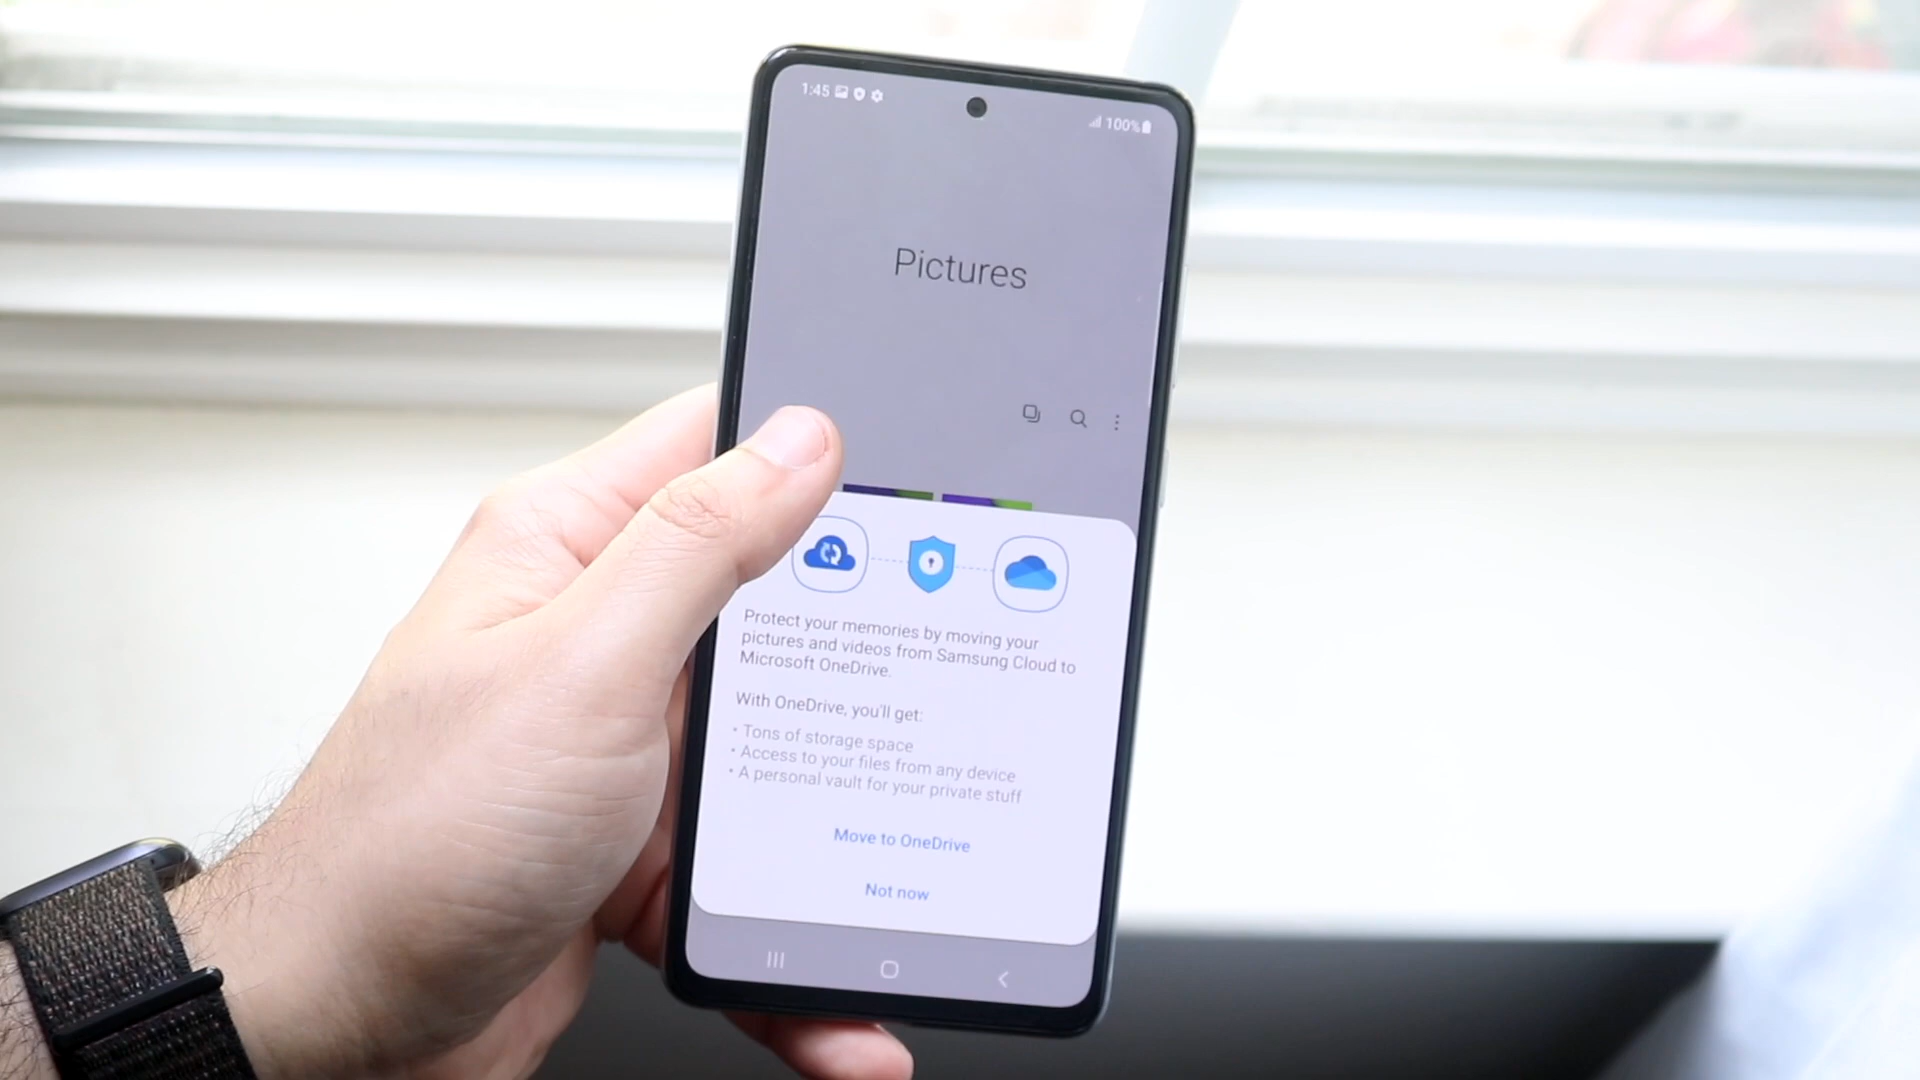 1:45
100%
Pictures
Protect your memories by moving your
pictures and videos from Samsung Cloud to
Microsoft OneDrive.
With OneDrive, you'll get:
• Tons of storage space
• Access to your files from any device
• A personal vault for your private stuff
Move to OneDrive
Not now